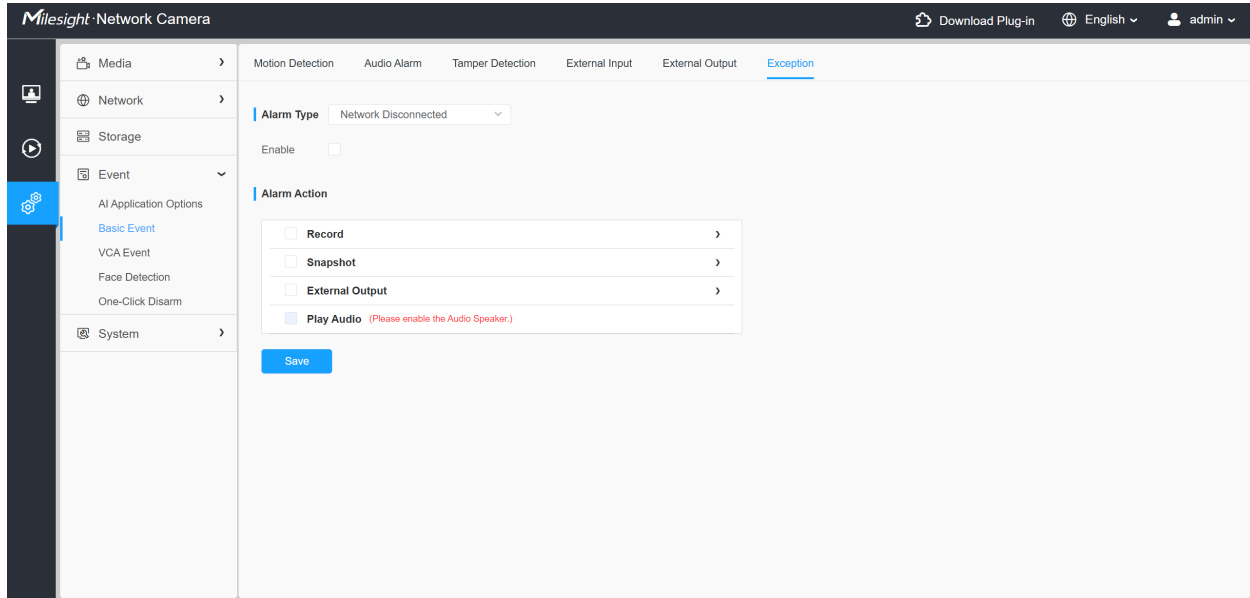 Milesight·Network Camera
Download Plug-in
English
admin
Media
Network
Storage
Event
AI Application Options
Basic Event
VCA Event
Face Detection
One-Click Disarm
System
Motion Detection Audio Alarm Tamper Detection External Input External Output Exception
Alarm Type Network Disconnected
Enable
Alarm Action
Record
Snapshot
External Output
Play Audio (Please enable the Audio Speaker.)
Save